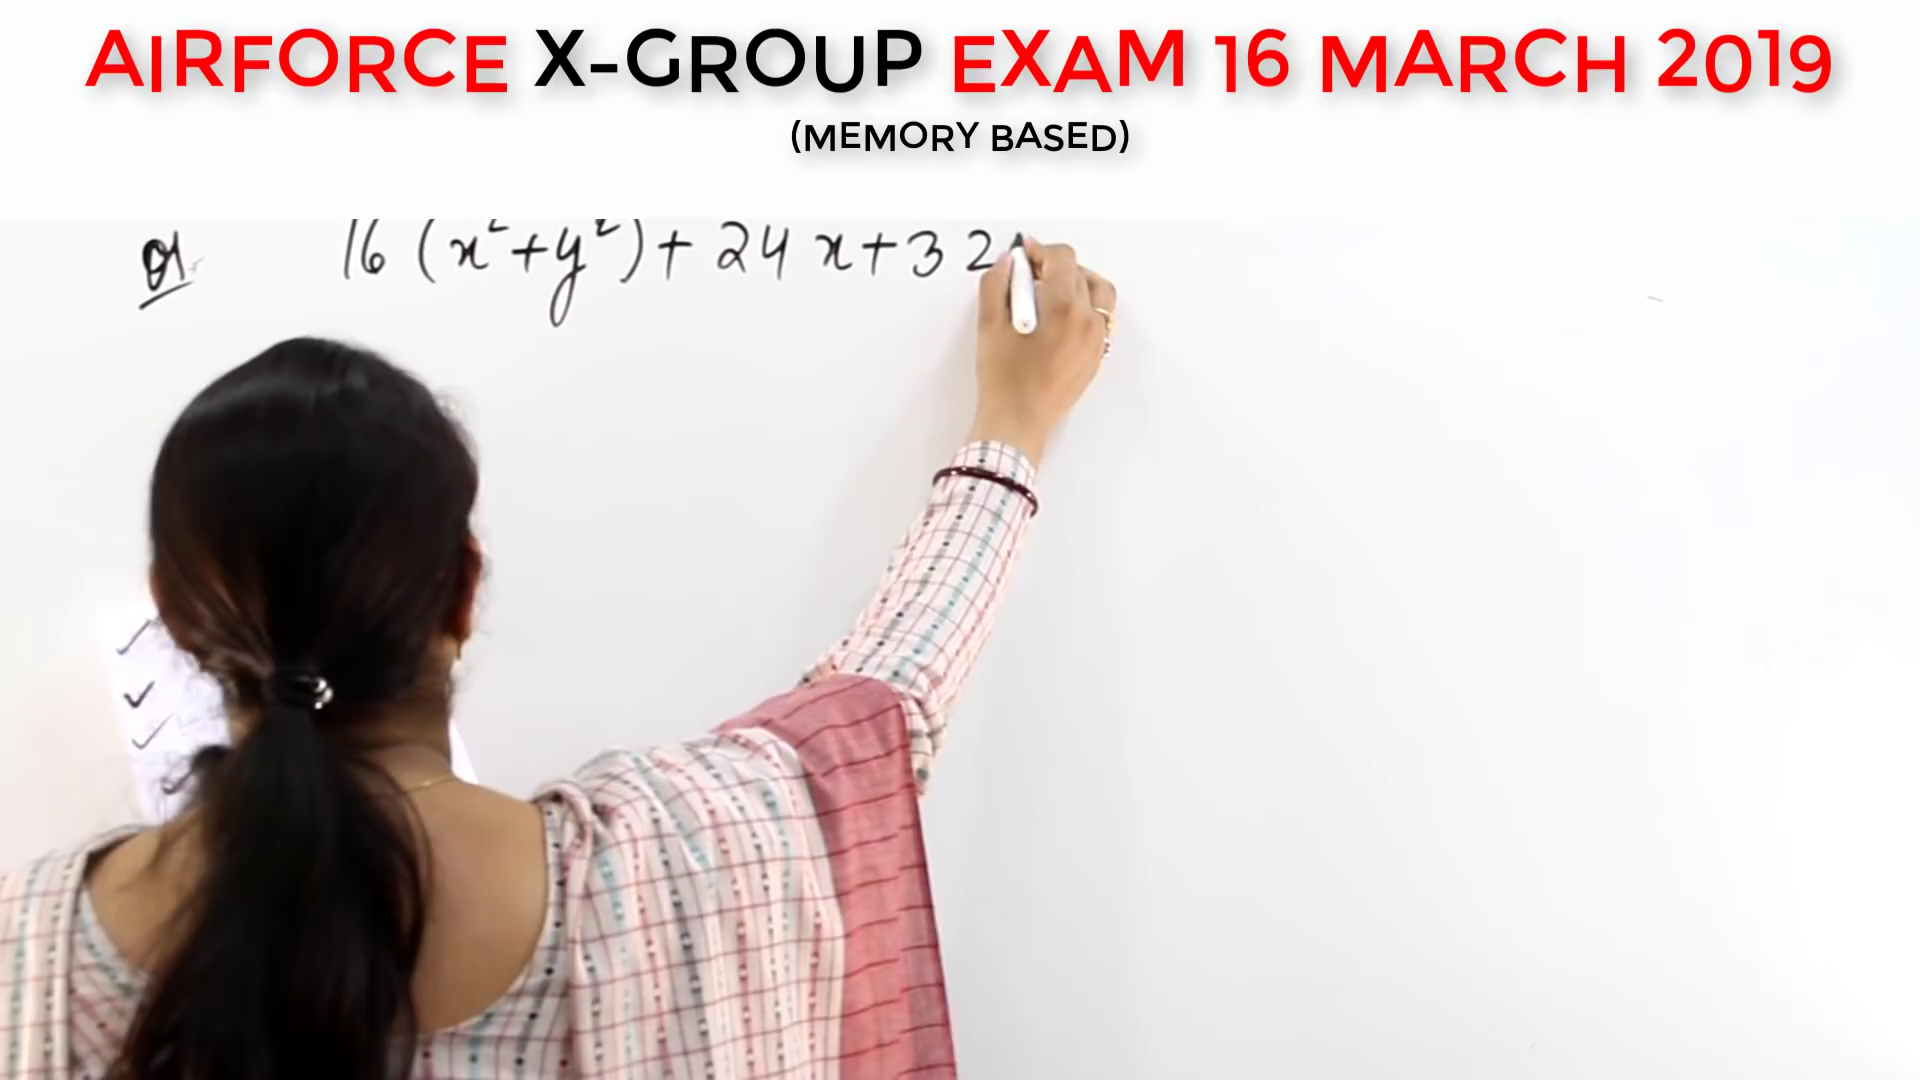 AIRFORCE X-GROUP EXAM 16 MARCH 2019
(MEMORY BASED)
Q1. 16 (x²+y²)+ 24 x+32